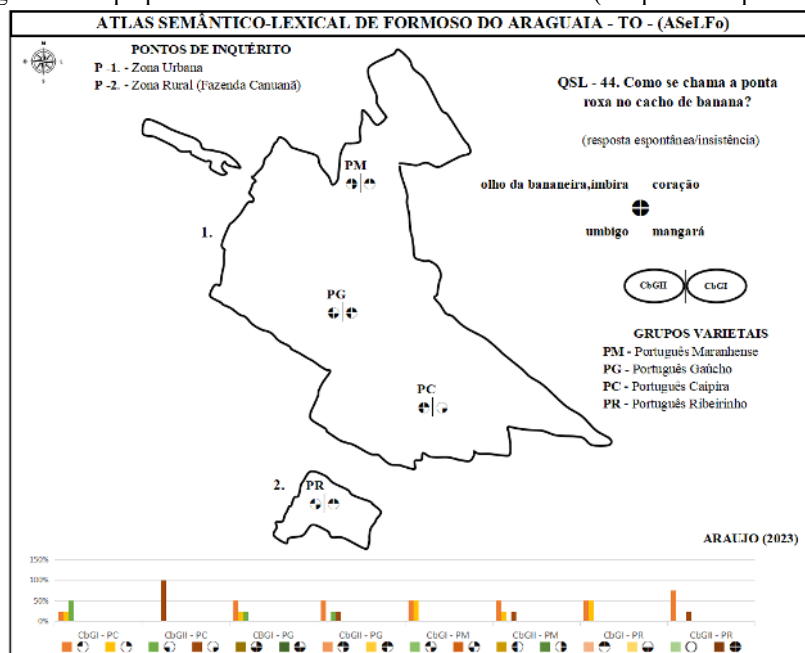 ATLAS SEMÂNTICO-LEXICAL DE FORMOSO DO ARAGUAIA - TO - (ASeLFo)
PONTOS DE INQUÉRITO
P -1. - Zona Urbana
P -2. - Zona Rural (Fazenda Canuanã)
QSL - 44. Como se chama a ponta
roxa no cacho de banana?
(resposta espontânea/insistência)
olho da bananeira,imbira coração
umbigo mangará
CbGII CbGI
GRUPOS VARIETAIS
PM - Português Maranhense
PG - Português Gaúcho
PC - Português Caipira
PR - Português Ribeirinho
PM
1.
PG
PC
2. PR
ARAUJO (2023)
150%
100%
50%
0%
CbGI - PC CbGII - PC CBGI - PG CbGII - PG CbGI - PM CbGII - PM CbGI - PR CbGII - PR